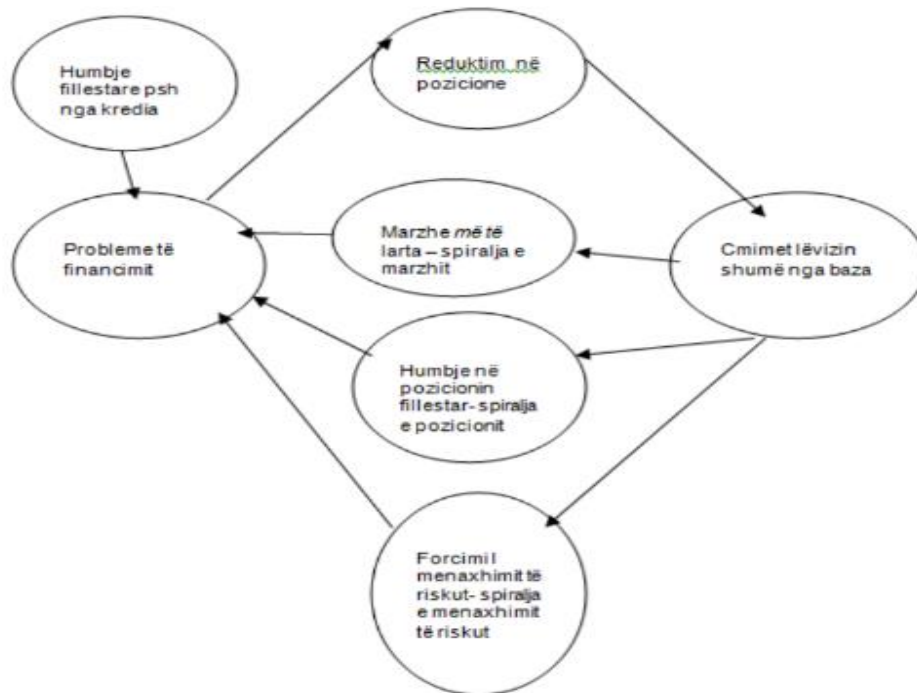 Humbje
fillestare psh
nga kredia
Reduktim në
pozicione
Probleme të
financimit
Marzhe më të
larta – spiralja e
marzhit
Cmimet lëvizin
shumë nga baza
Humbje në
pozicionin
fillestar- spiralja
e pozicionit
Forcimi I
menaxhimit të
riskut- spiralja
e menaxhimit
të riskut